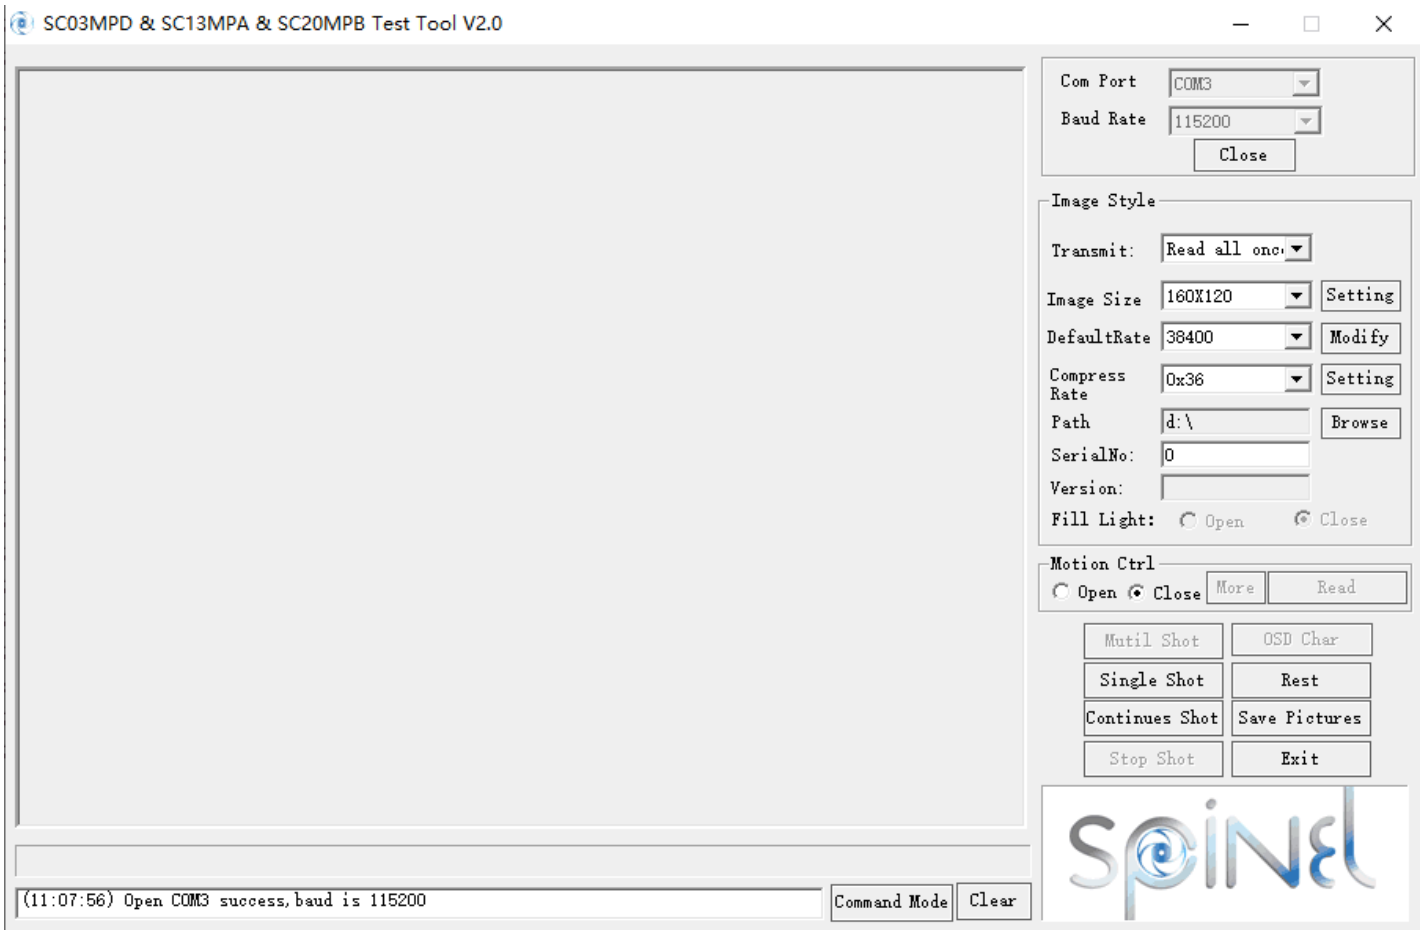 SC03MPD & SC13MPA & SC20MPB Test Tool V2.0
Com Port COM3
Baud Rate 115200
Close
Image Style
Transmit: Read all onc
Image Size 160X120 Setting
DefaultRate 38400 Modify
Compress Rate 0x36 Setting
Path d:\ Browse
SerialNo: 0
Version:
Fill Light: Open Close
Motion Ctrl
Open Close More Read
Mutil Shot OSD Char
Single Shot Rest
Continues Shot Save Pictures
Stop Shot Exit
SPINEL
(11:07:56) Open COM3 success,baud is 115200 Command Mode Clear